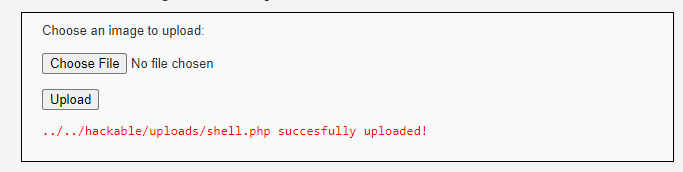 Choose an image to upload:
Choose File No file chosen
Upload
../../hackable/uploads/shell.php succesfully uploaded!